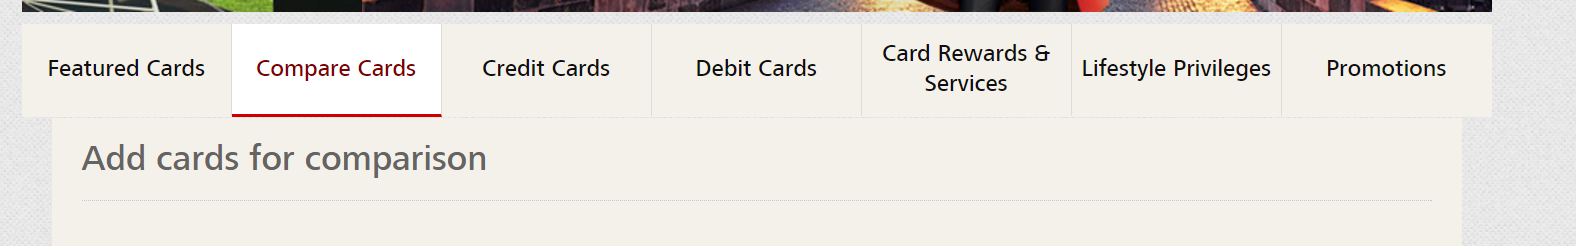 Featured Cards
Compare Cards
Credit Cards
Debit Cards
Card Rewards &
Services
Lifestyle Privileges
Promotions
Add cards for comparison